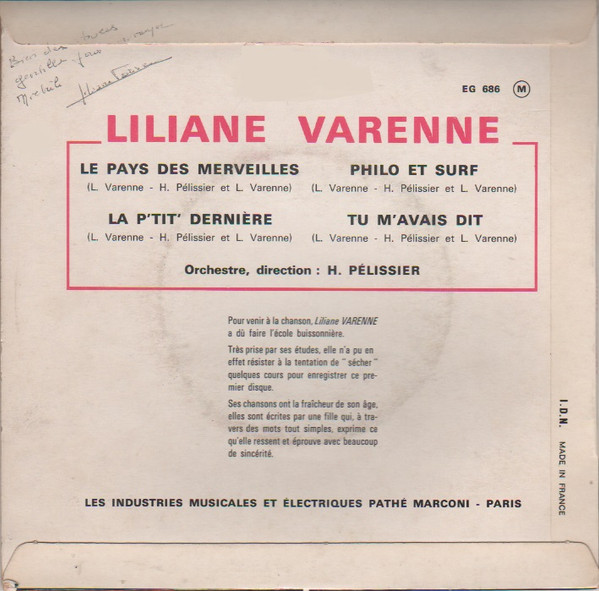 Liliane Varenne
EG 686 M
LILIANE VARENNE
LE PAYS DES MERVEILLES
(L. Varenne - H. Pélissier et L. Varenne)
PHILO ET SURF
(L. Varenne - H. Pélissier et L. Varenne)
LA P'TIT' DERNIÈRE
(L. Varenne - H. Pélissier et L. Varenne)
TU M'AVAIS DIT
(L. Varenne - H. Pélissier et L. Varenne)
Orchestre, direction : H. PÉLISSIER
Pour venir à la chanson, Liliane VARENNE
a dû faire l'école buissonnière.
Très prise par ses études, elle n'a pu en
effet résister à la tentation de " sécher "
quelques cours pour enregistrer ce pre-
mier disque.
Ses chansons ont la fraîcheur de son âge,
elles sont écrites par une fille qui, à tra-
vers des mots tout simples, exprime ce
qu'elle ressent et éprouve avec beaucoup
de sincérité.
I.D.N. MADE IN FRANCE
LES INDUSTRIES MUSICALES ET ÉLECTRIQUES PATHÉ MARCONI - PARIS